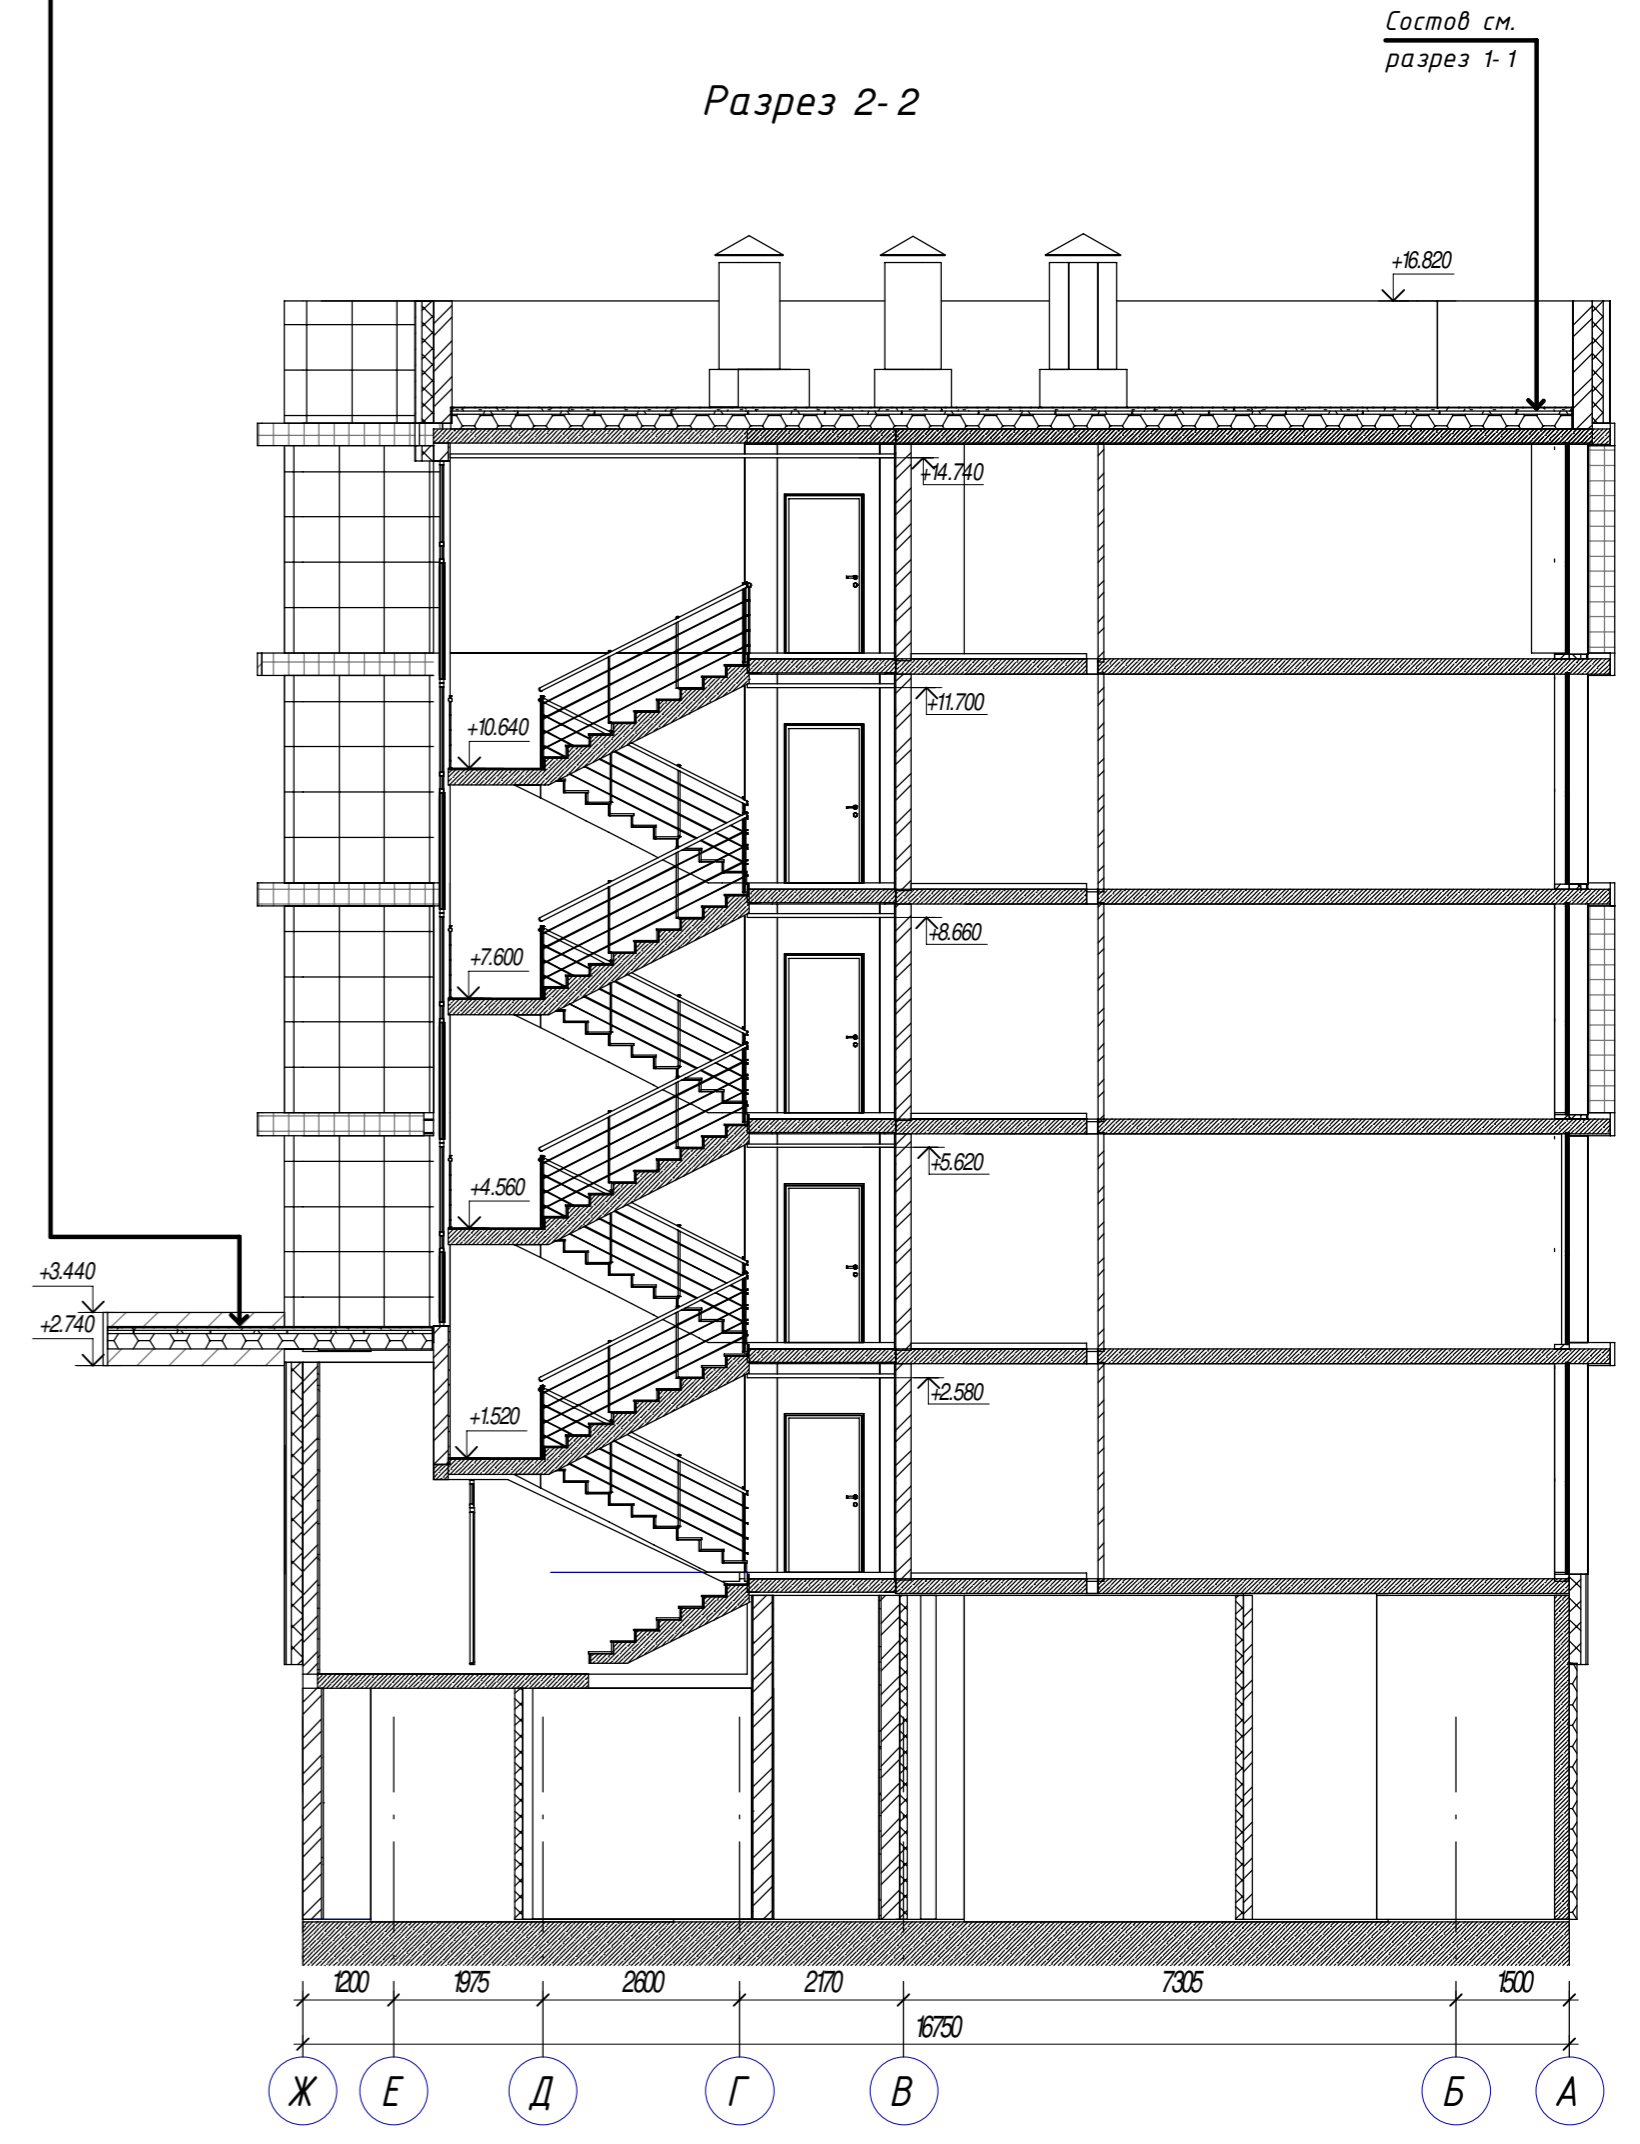 Состов см.
разрез 1-1
Разрез 2-2
+16.820
+14.740
+11.700
+10.640
+8.660
+7.600
+5.620
+4.560
+3.440
+2.740
+2.580
+1.520
1200 1975 2600 2170 7305 1500
16750
Ж Е Д Г В Б А